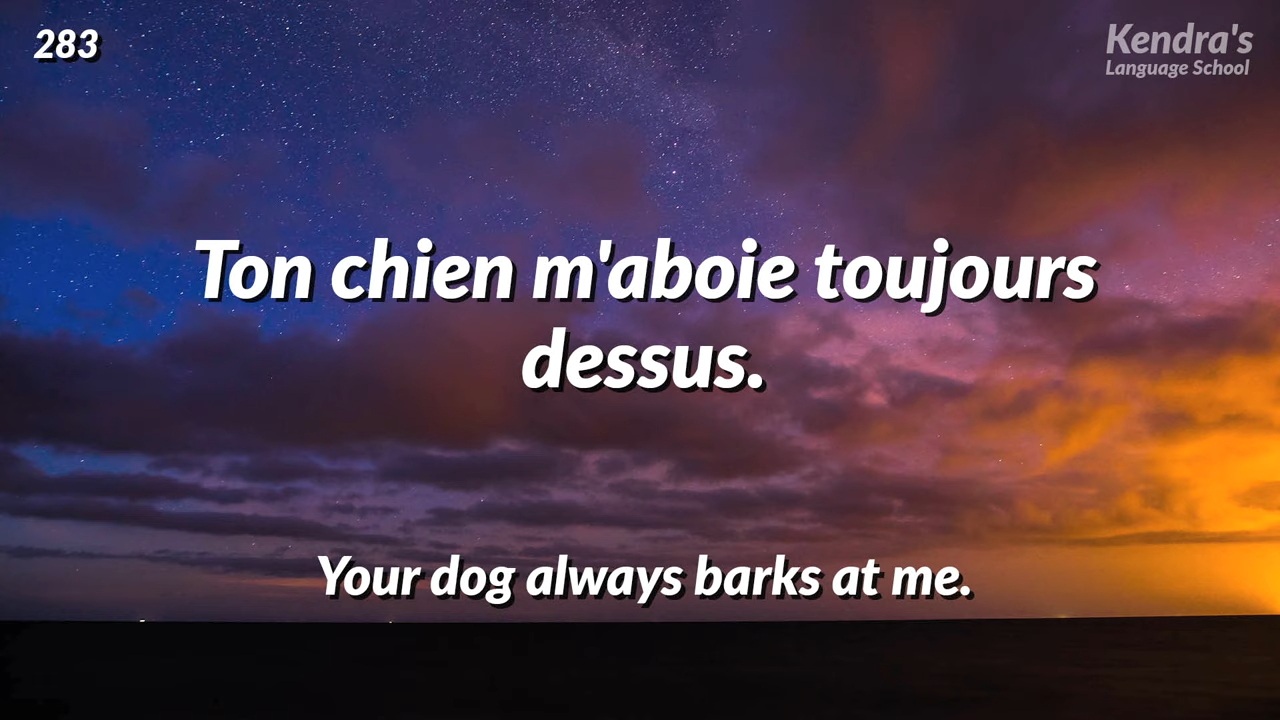 283
Kendra's
Language School
Ton chien m'aboie toujours
dessus.
Your dog always barks at me.